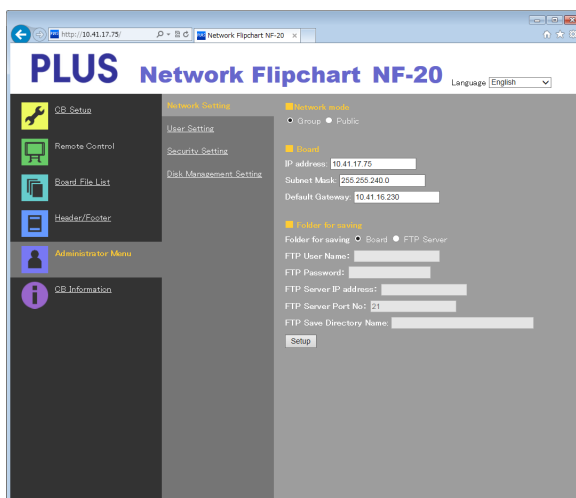 http://10.41.17.75/
Network Flipchart NF-20
PLUS Network Flipchart NF-20
Language English
CB Setup
Remote Control
Board File List
Header/Footer
Administrator Menu
CB Information
Network Setting
User Setting
Security Setting
Disk Management Setting
Network mode
Group Public
Board
IP address: 10.41.17.75
Subnet Mask: 255.255.240.0
Default Gateway: 10.41.16.230
Folder for saving
Folder for saving Board FTP Server
FTP User Name:
FTP Password:
FTP Server IP address:
FTP Server Port No: 21
FTP Save Directory Name:
Setup